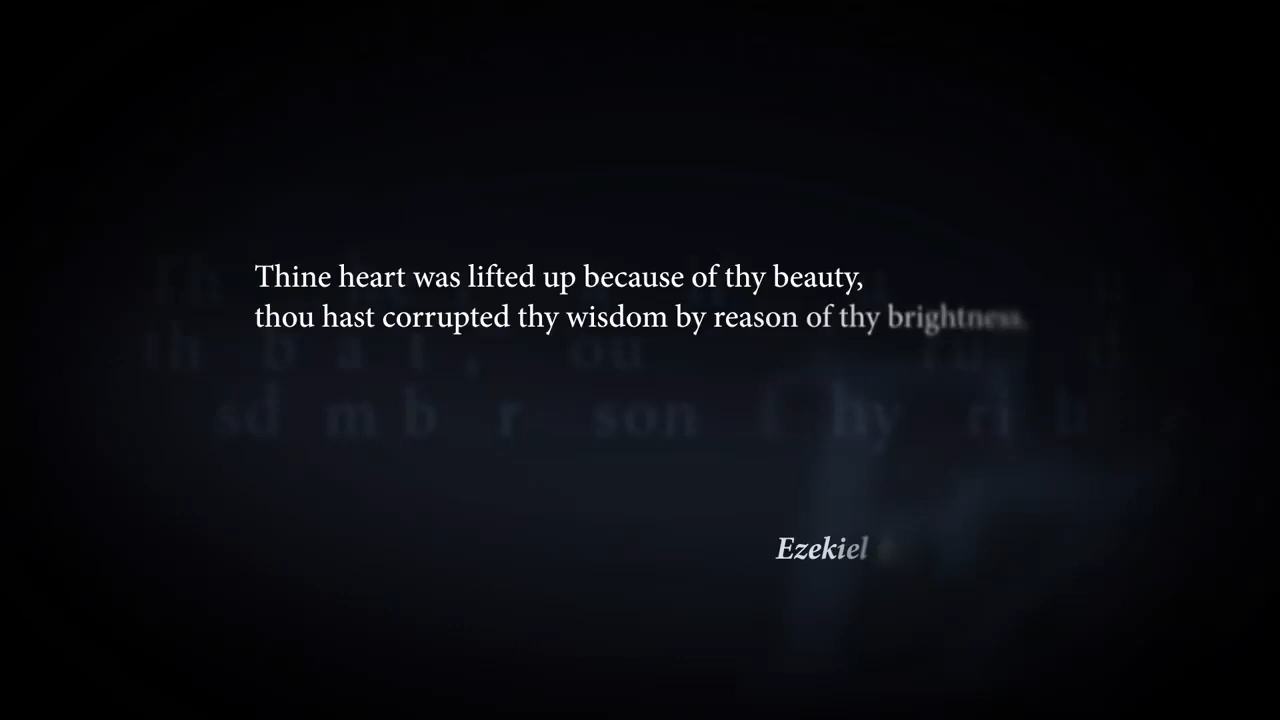 Thine heart was lifted up because of thy beauty,
thou hast corrupted thy wisdom by reason of thy brightness.
Ezekiel